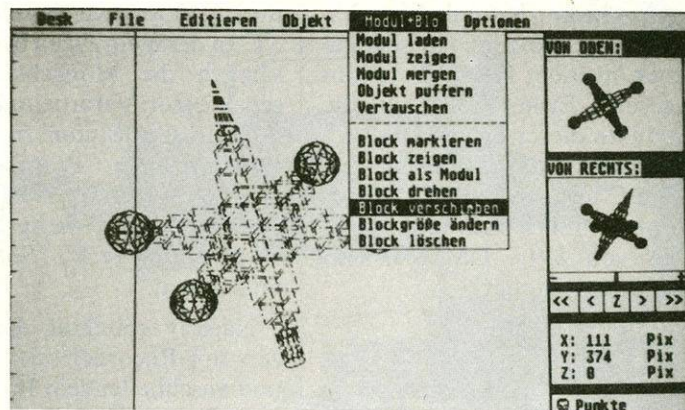 Desk File Editieren Objekt Modul+Blo Optionen
Modul laden
Modul zeigen
Modul mergen
Objekt puffern
Vertauschen
Block markieren
Block zeigen
Block als Modul
Block drehen
Block verschieben
Blockgröße ändern
Block löschen
VON OBEN:
VON RECHTS:
<< < Z > >>
X: 111 Pix
Y: 374 Pix
Z: 0 Pix
Punkte